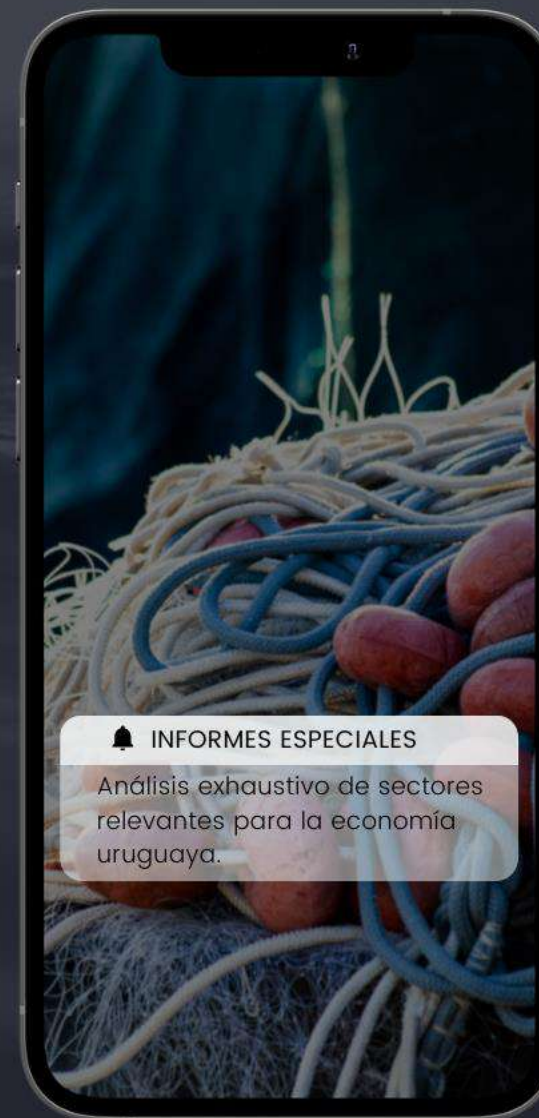 INFORMES ESPECIALES
Análisis exhaustivo de sectores
relevantes para la economía
uruguaya.